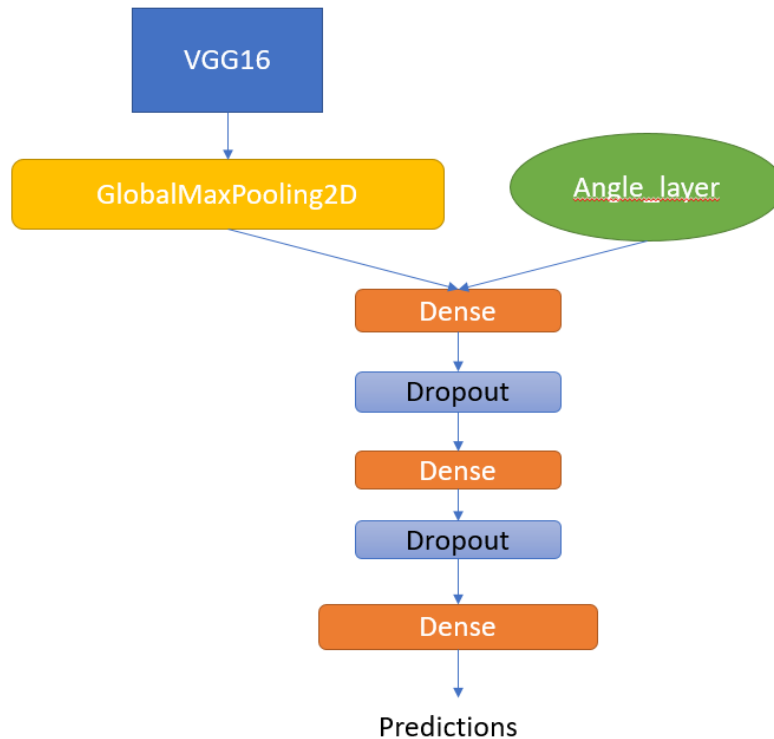 VGG16
GlobalMaxPooling2D
Angle_layer
Dense
Dropout
Dense
Dropout
Dense
Predictions